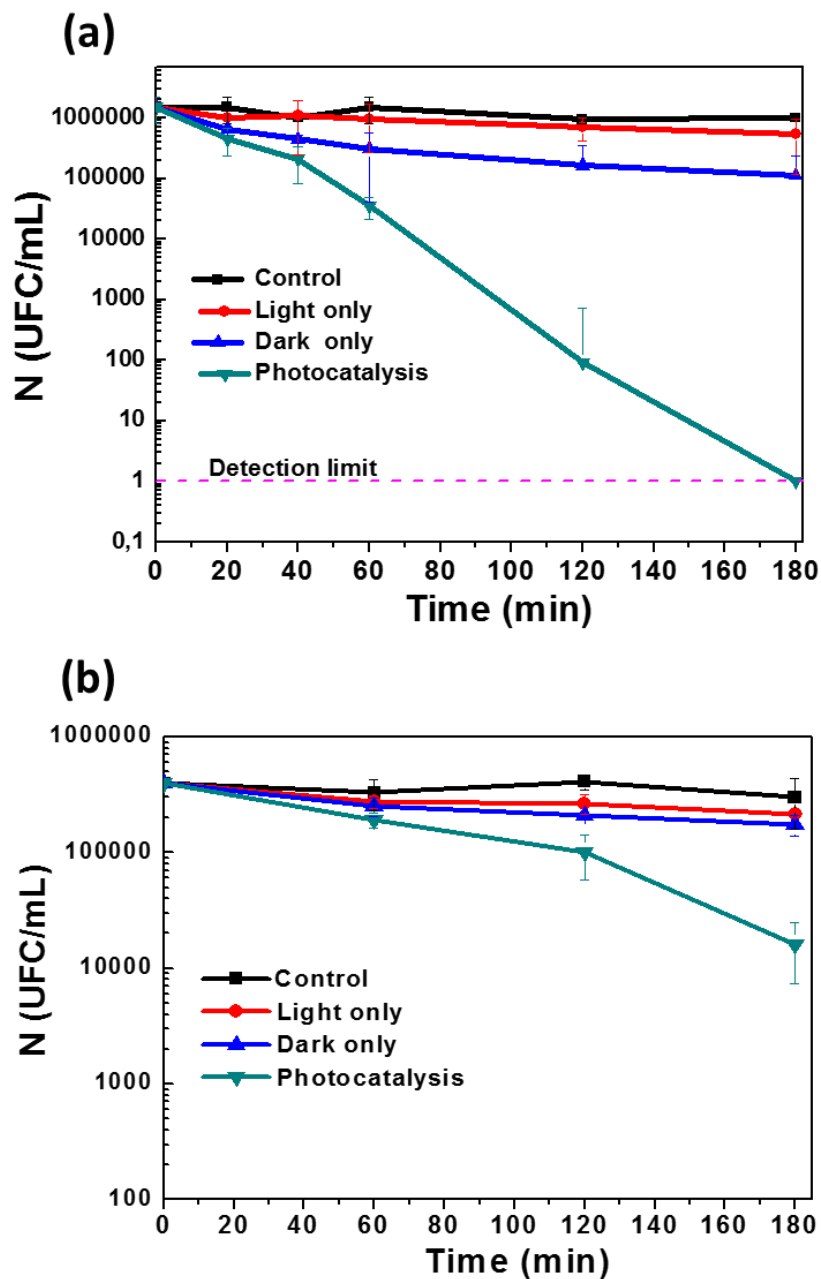 (a)
1000000
100000
10000
1000
100
10
1
0,1
N (UFC/mL)
Control
Light only
Dark only
Photocatalysis
Detection limit
0 20 40 60 80 100 120 140 160 180
Time (min)
(b)
1000000
100000
10000
1000
100
N (UFC/mL)
Control
Light only
Dark only
Photocatalysis
0 20 40 60 80 100 120 140 160 180
Time (min)